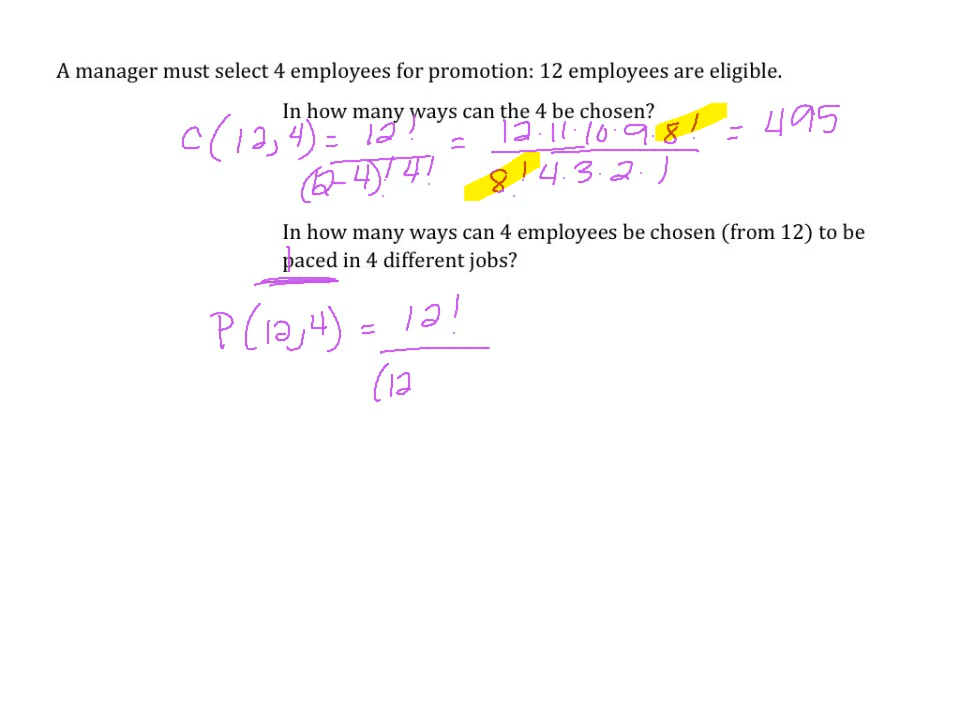 A manager must select 4 employees for promotion: 12 employees are eligible.
In how many ways can the 4 be chosen?
C(12,4) = 12! / (12-4)! 4! = 12·11·10·9·8! / 8! 4·3·2·1 = 495
In how many ways can 4 employees be chosen (from 12) to be
paced in 4 different jobs?
P(12,4) = 12! / (12